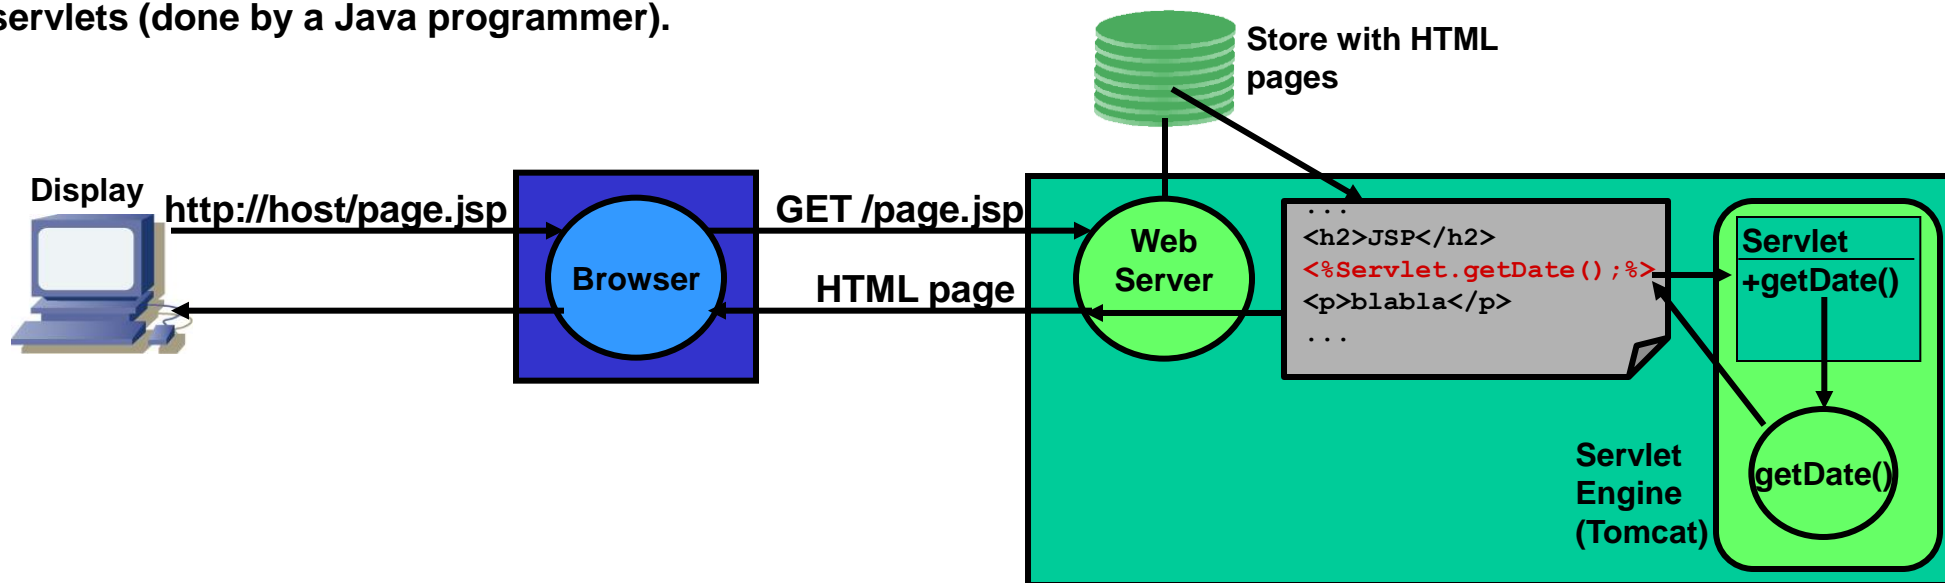 servlets (done by a Java programmer).
Store with HTML
pages
Display
http://host/page.jsp
GET /page.jsp
Browser
HTML page
Web
Server
...
<h2>JSP</h2>
<%Servlet.getDate();%>
<p>blabla</p>
...
Servlet
+getDate()
getDate()
Servlet
Engine
(Tomcat)